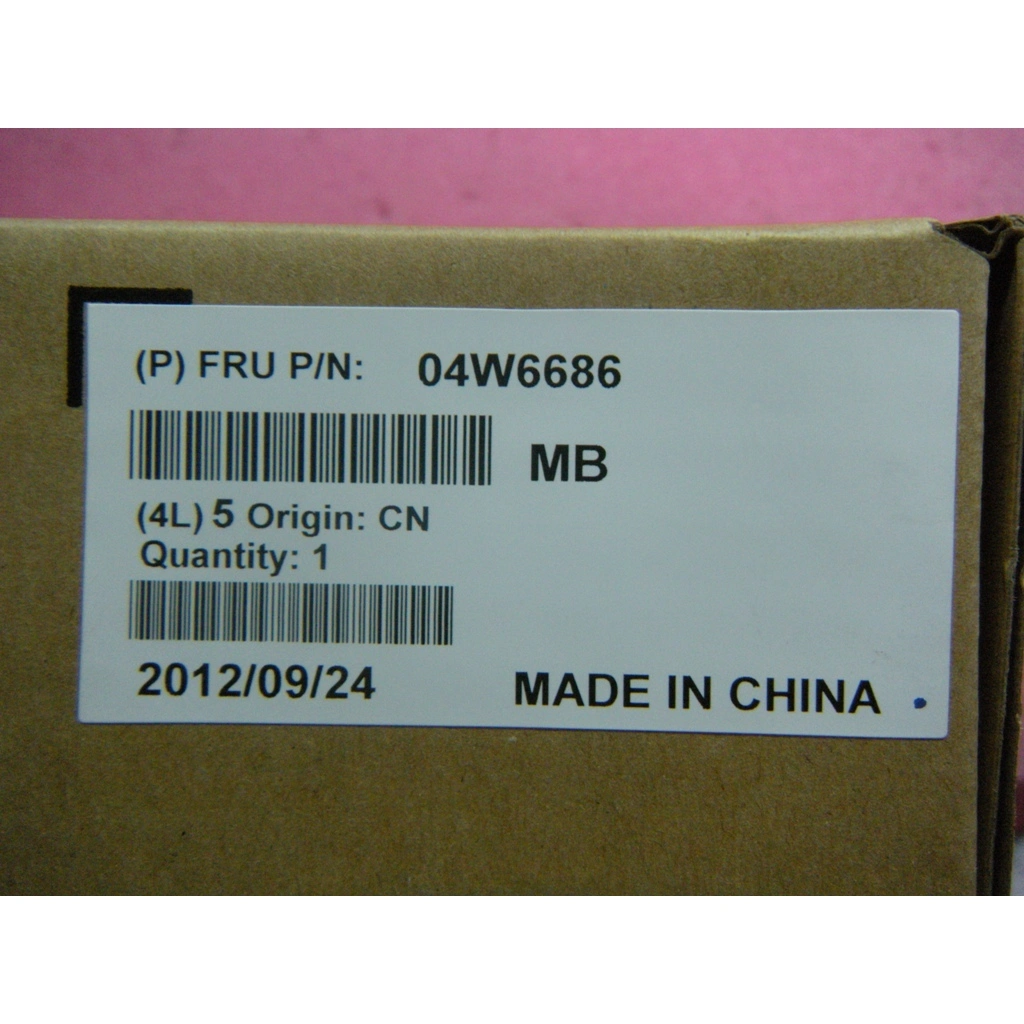 (P) FRU P/N: 04W6686
MB
(4L) 5 Origin: CN
Quantity: 1
2012/09/24 MADE IN CHINA